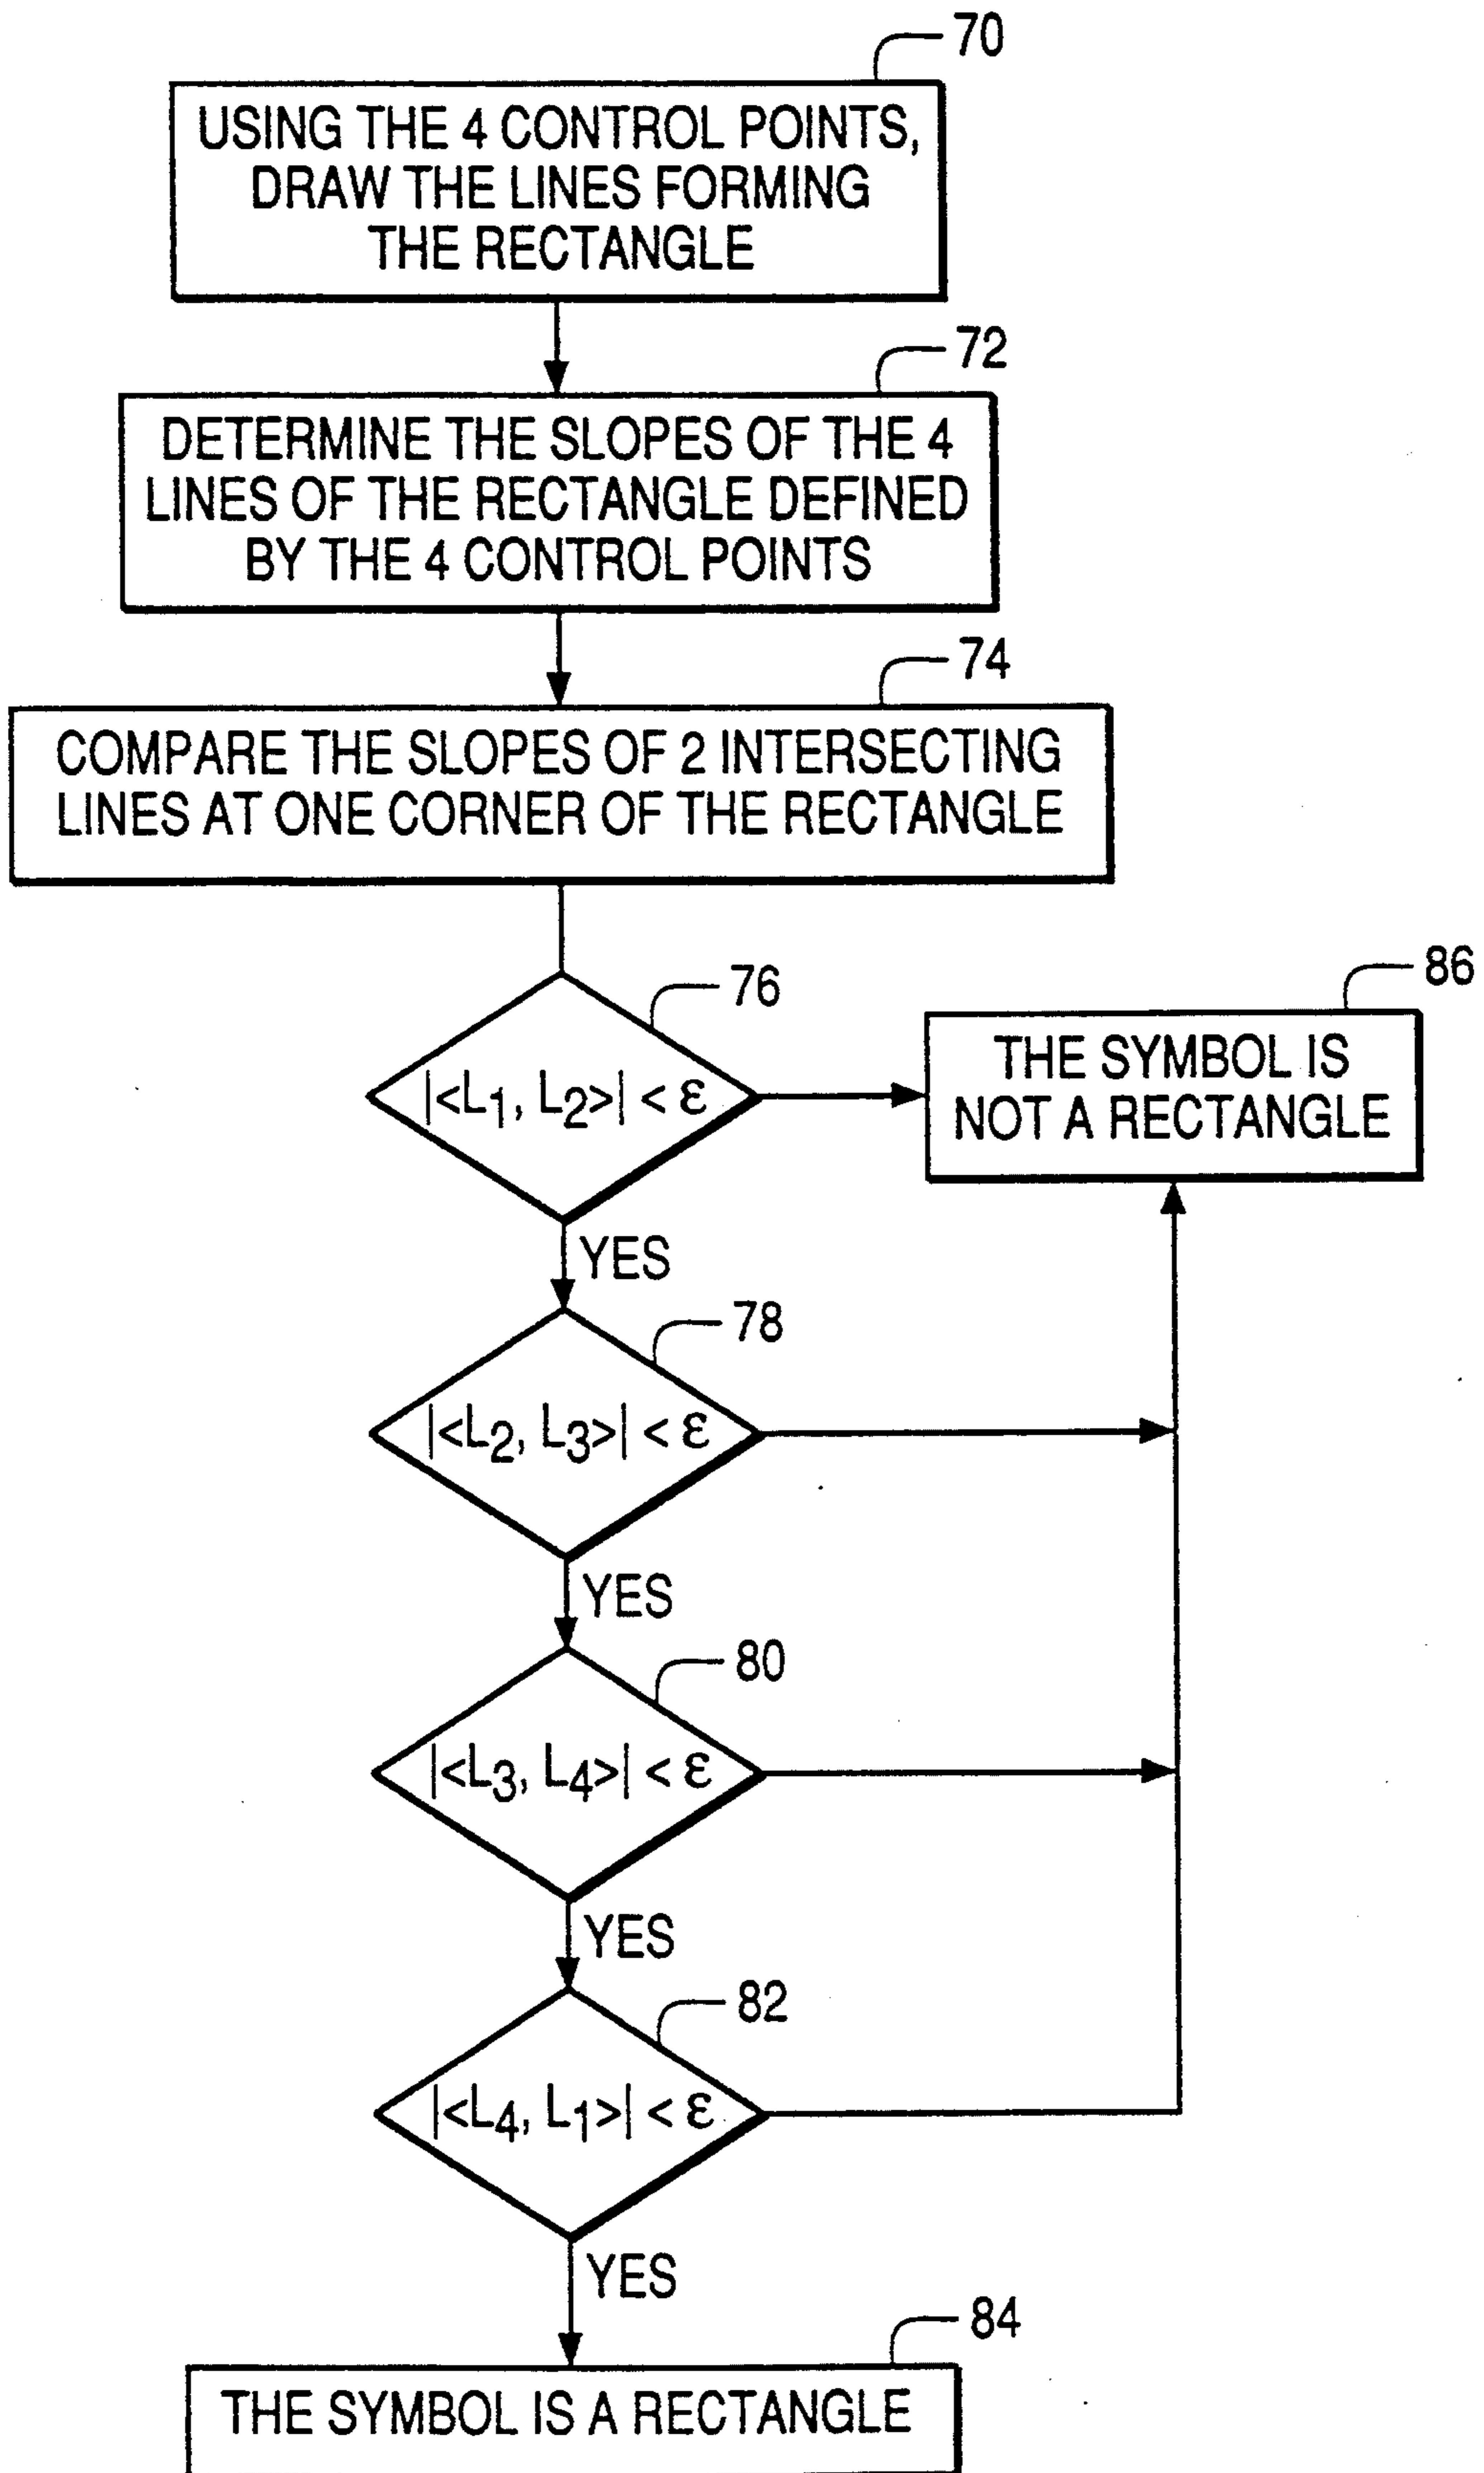 70
USING THE 4 CONTROL POINTS,
DRAW THE LINES FORMING
THE RECTANGLE
72
DETERMINE THE SLOPES OF THE 4
LINES OF THE RECTANGLE DEFINED
BY THE 4 CONTROL POINTS
74
COMPARE THE SLOPES OF 2 INTERSECTING
LINES AT ONE CORNER OF THE RECTANGLE
76
|<L1, L2>| < ε
86
THE SYMBOL IS
NOT A RECTANGLE
YES
78
|<L2, L3>| < ε
YES
80
|<L3, L4>| < ε
YES
82
|<L4, L1>| < ε
YES
84
THE SYMBOL IS A RECTANGLE